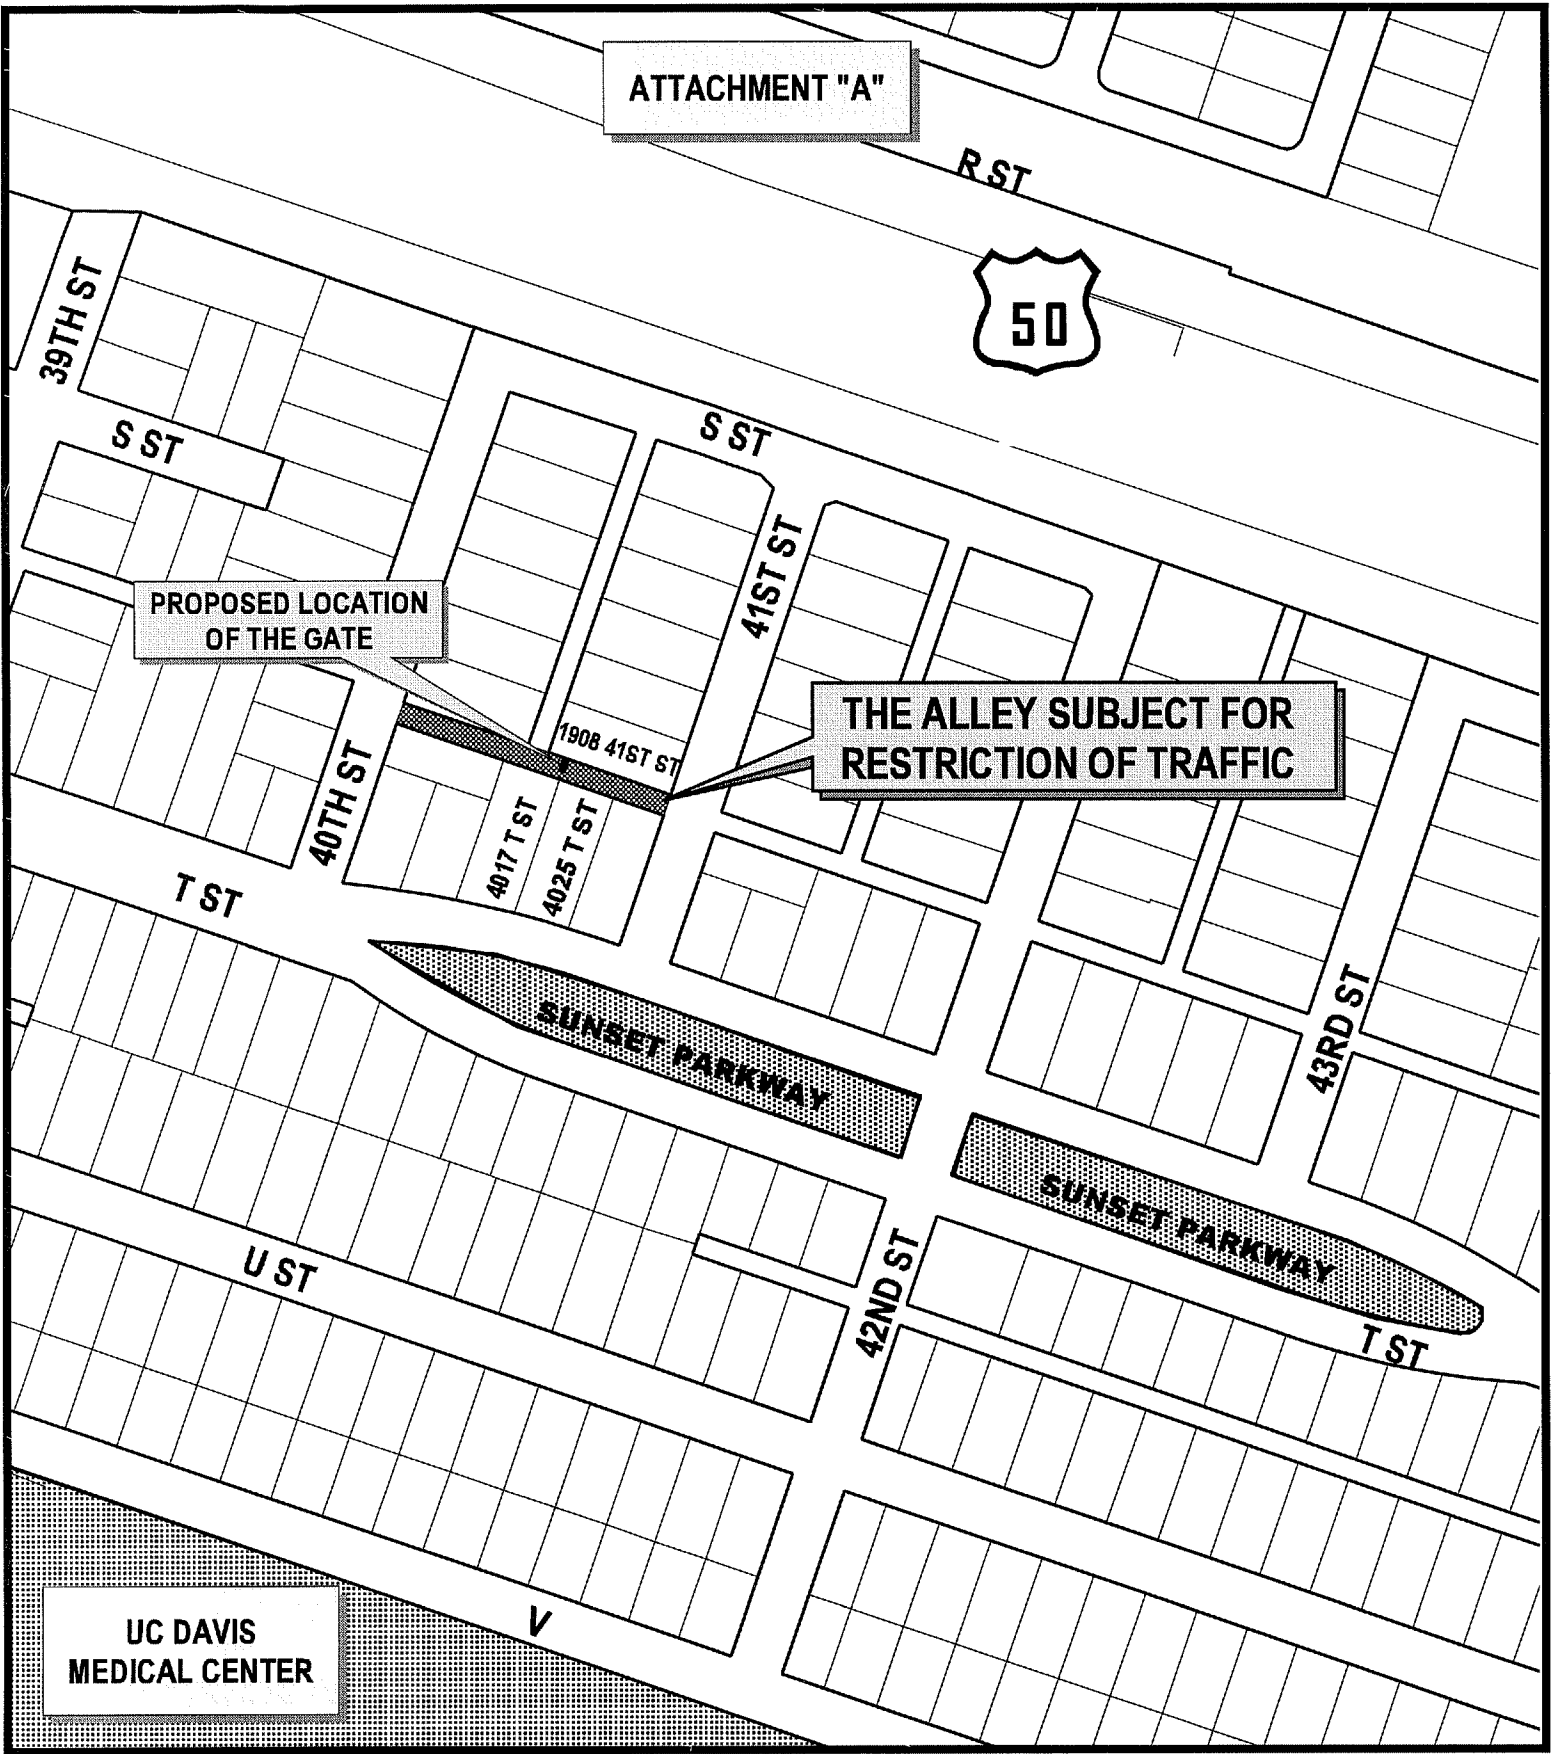 ATTACHMENT "A"
R ST
50
39TH ST
S ST
S ST
41ST ST
PROPOSED LOCATION
OF THE GATE
THE ALLEY SUBJECT FOR
RESTRICTION OF TRAFFIC
1908 41ST ST
40TH ST
4017 T ST
4025 T ST
T ST
43RD ST
SUNSET PARKWAY
SUNSET PARKWAY
42ND ST
U ST
T ST
V
UC DAVIS
MEDICAL CENTER